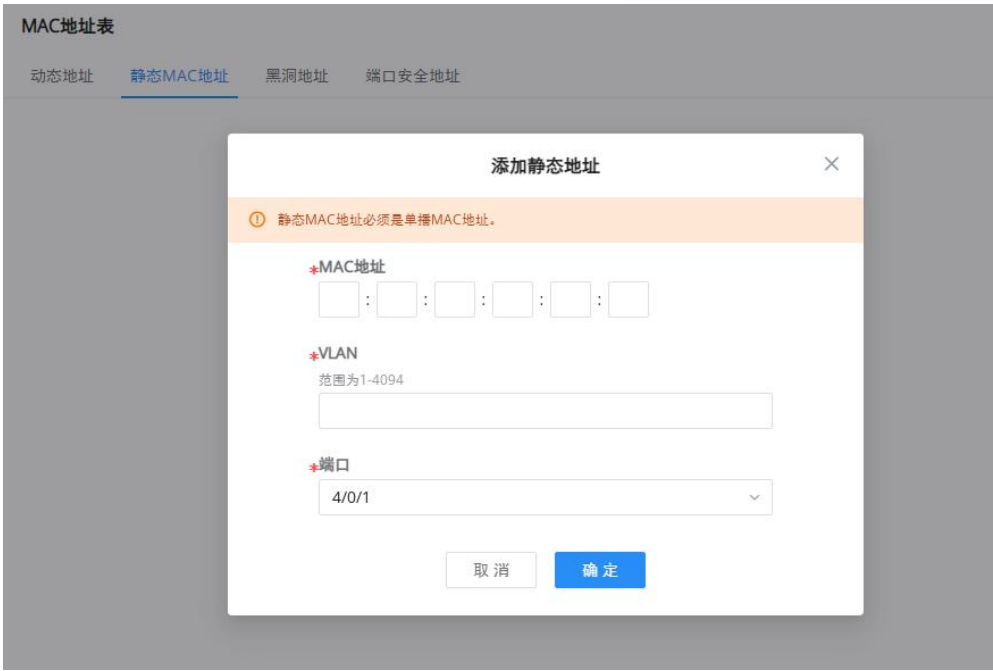 MAC地址表
动态地址 静态MAC地址 黑洞地址 端口安全地址
添加静态地址
静态MAC地址必须是单播MAC地址。
*MAC地址
: : : : :
*VLAN
范围为1-4094
*端口
4/0/1
取消 确定